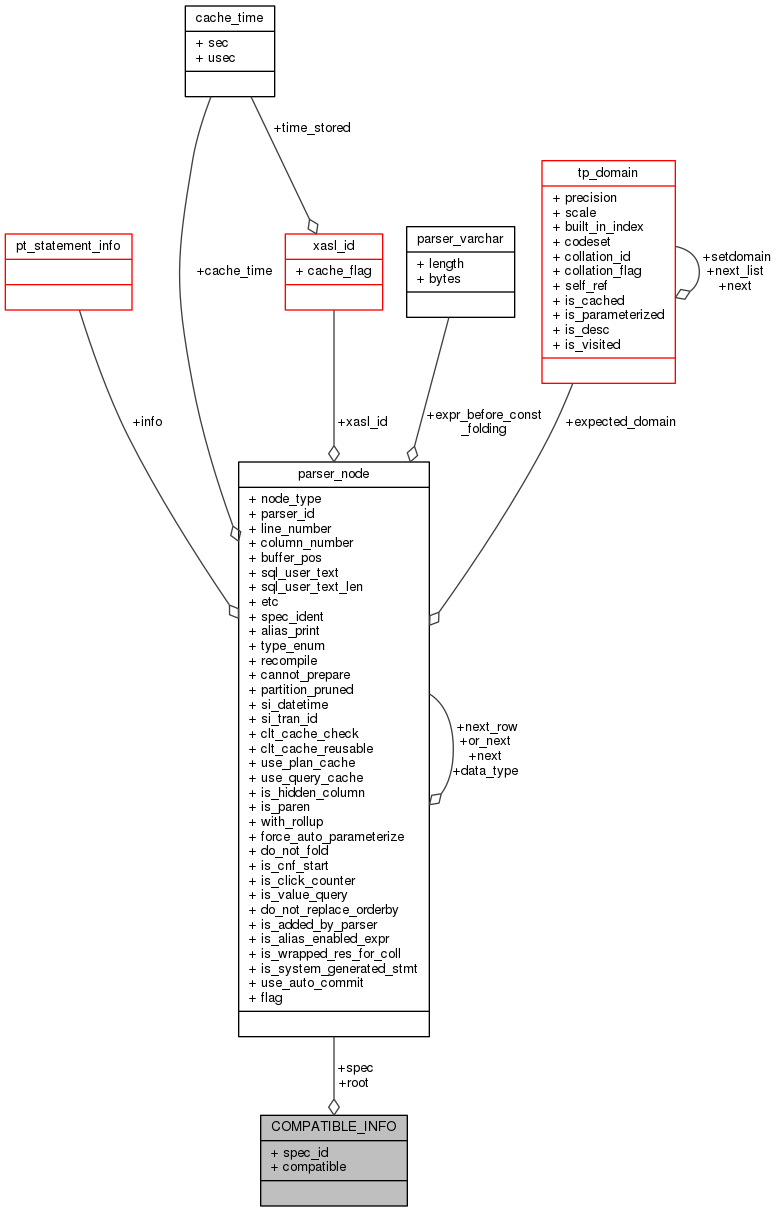 cache_time
+ sec
+ usec
+time_stored
tp_domain
+ precision
+ scale
+ built_in_index
+ codeset
+ collation_id
+ collation_flag
+ self_ref
+ is_cached
+ is_parameterized
+ is_desc
+ is_visited
+setdomain
+next_list
+next
pt_statement_info
xasl_id
+ cache_flag
parser_varchar
+ length
+ bytes
+cache_time
+info
+xasl_id
+expr_before_const
_folding
+expected_domain
parser_node
+ node_type
+ parser_id
+ line_number
+ column_number
+ buffer_pos
+ sql_user_text
+ sql_user_text_len
+ etc
+ spec_ident
+ alias_print
+ type_enum
+ recompile
+ cannot_prepare
+ partition_pruned
+ si_datetime
+ si_tran_id
+ clt_cache_check
+ clt_cache_reusable
+ use_plan_cache
+ use_query_cache
+ is_hidden_column
+ is_paren
+ with_rollup
+ force_auto_parameterize
+ do_not_fold
+ is_cnf_start
+ is_click_counter
+ is_value_query
+ do_not_replace_orderby
+ is_added_by_parser
+ is_alias_enabled_expr
+ is_wrapped_res_for_coll
+ is_system_generated_stmt
+ use_auto_commit
+ flag
+next_row
+or_next
+next
+data_type
+spec
+root
COMPATIBLE_INFO
+ spec_id
+ compatible